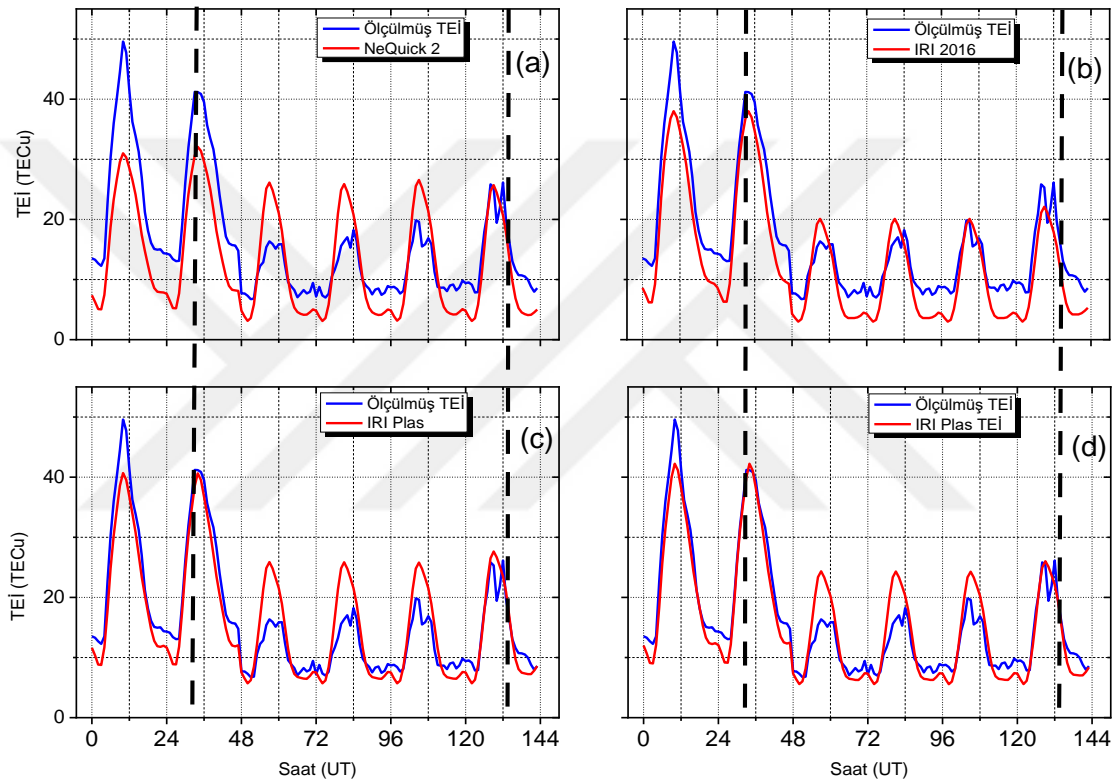 Ölçülmüş TEİ
NeQuick 2
(a)
Ölçülmüş TEİ
IRI 2016
(b)
40
20
0
TEİ (TECu)
TEİ (TECu)
Ölçülmüş TEİ
IRI Plas
(c)
Ölçülmüş TEİ
IRI Plas TEİ
(d)
40
20
0
0 24 48 72 96 120 144
0 24 48 72 96 120 144
Saat (UT)
Saat (UT)